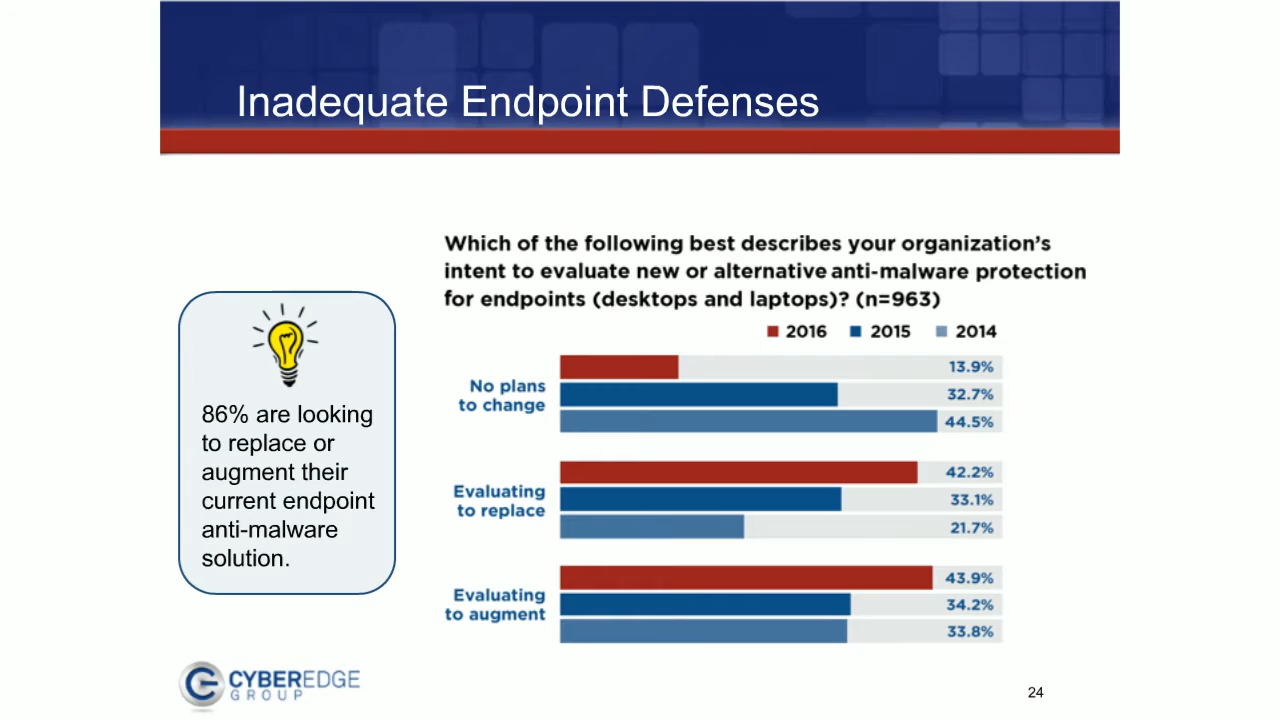 Inadequate Endpoint Defenses
Which of the following best describes your organization's
intent to evaluate new or alternative anti-malware protection
for endpoints (desktops and laptops)? (n=963)
2016 2015 2014
No plans
to change
13.9%
32.7%
44.5%
Evaluating
to replace
42.2%
33.1%
21.7%
Evaluating
to augment
43.9%
34.2%
33.8%
86% are looking
to replace or
augment their
current endpoint
anti-malware
solution.
CYBEREDGE
GROUP
24